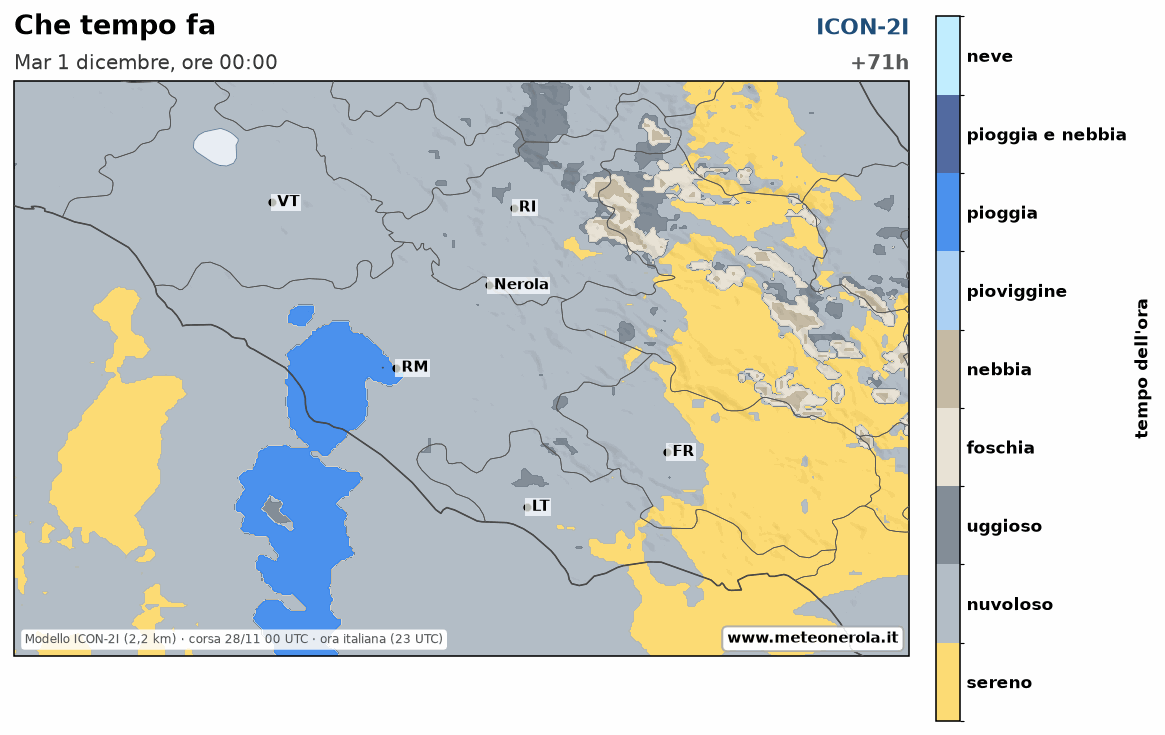 Che tempo fa
ICON-2I
Mar 1 dicembre, ore 00:00
+71h
neve
pioggia e nebbia
pioggia
pioviggine
nebbia
foschia
uggioso
nuvoloso
sereno
tempo dell'ora
VT
RI
Nerola
RM
FR
LT
Modello ICON-2I (2,2 km) · corsa 28/11 00 UTC · ora italiana (23 UTC)
www.meteonerola.it